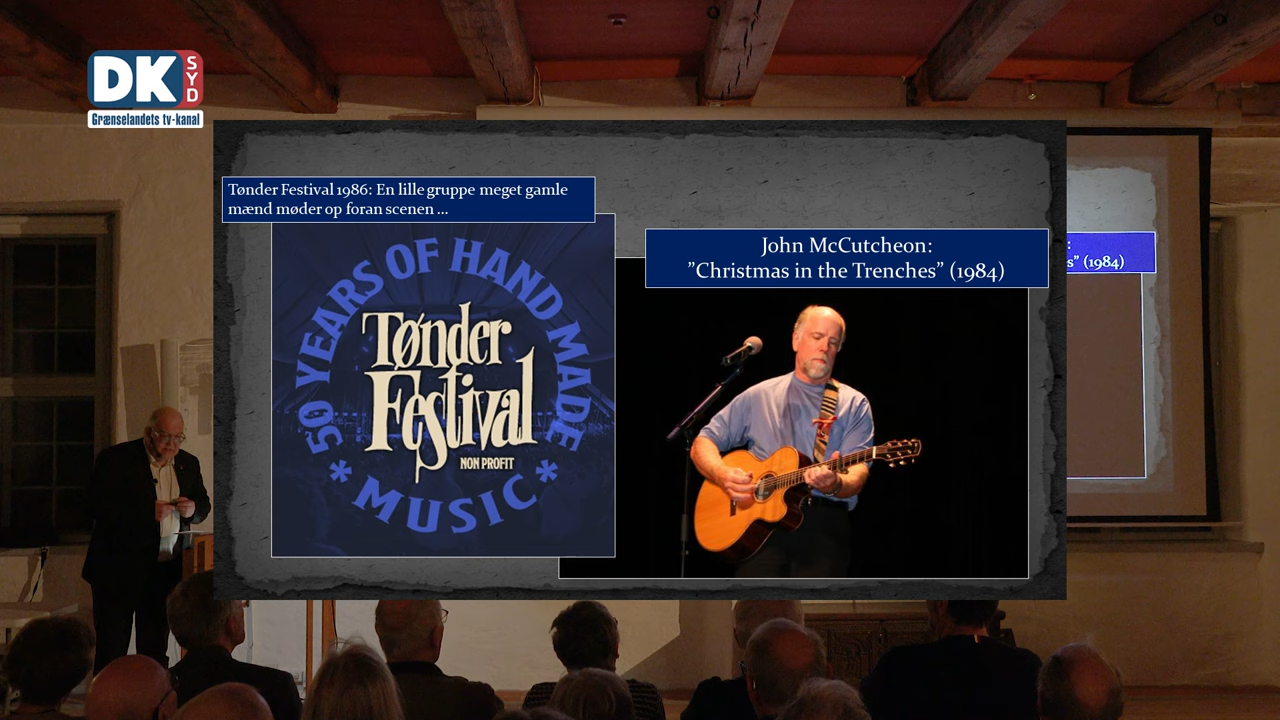 DK
SYD
Grænselandets tv-kanal
Tønder Festival 1986: En lille gruppe meget gamle
mænd møder op foran scenen ...
John McCutcheon:
”Christmas in the Trenches” (1984)
50 YEARS OF HAND MADE
* MUSIC *
Tønder
Festival
NON PROFIT
:
s” (1984)